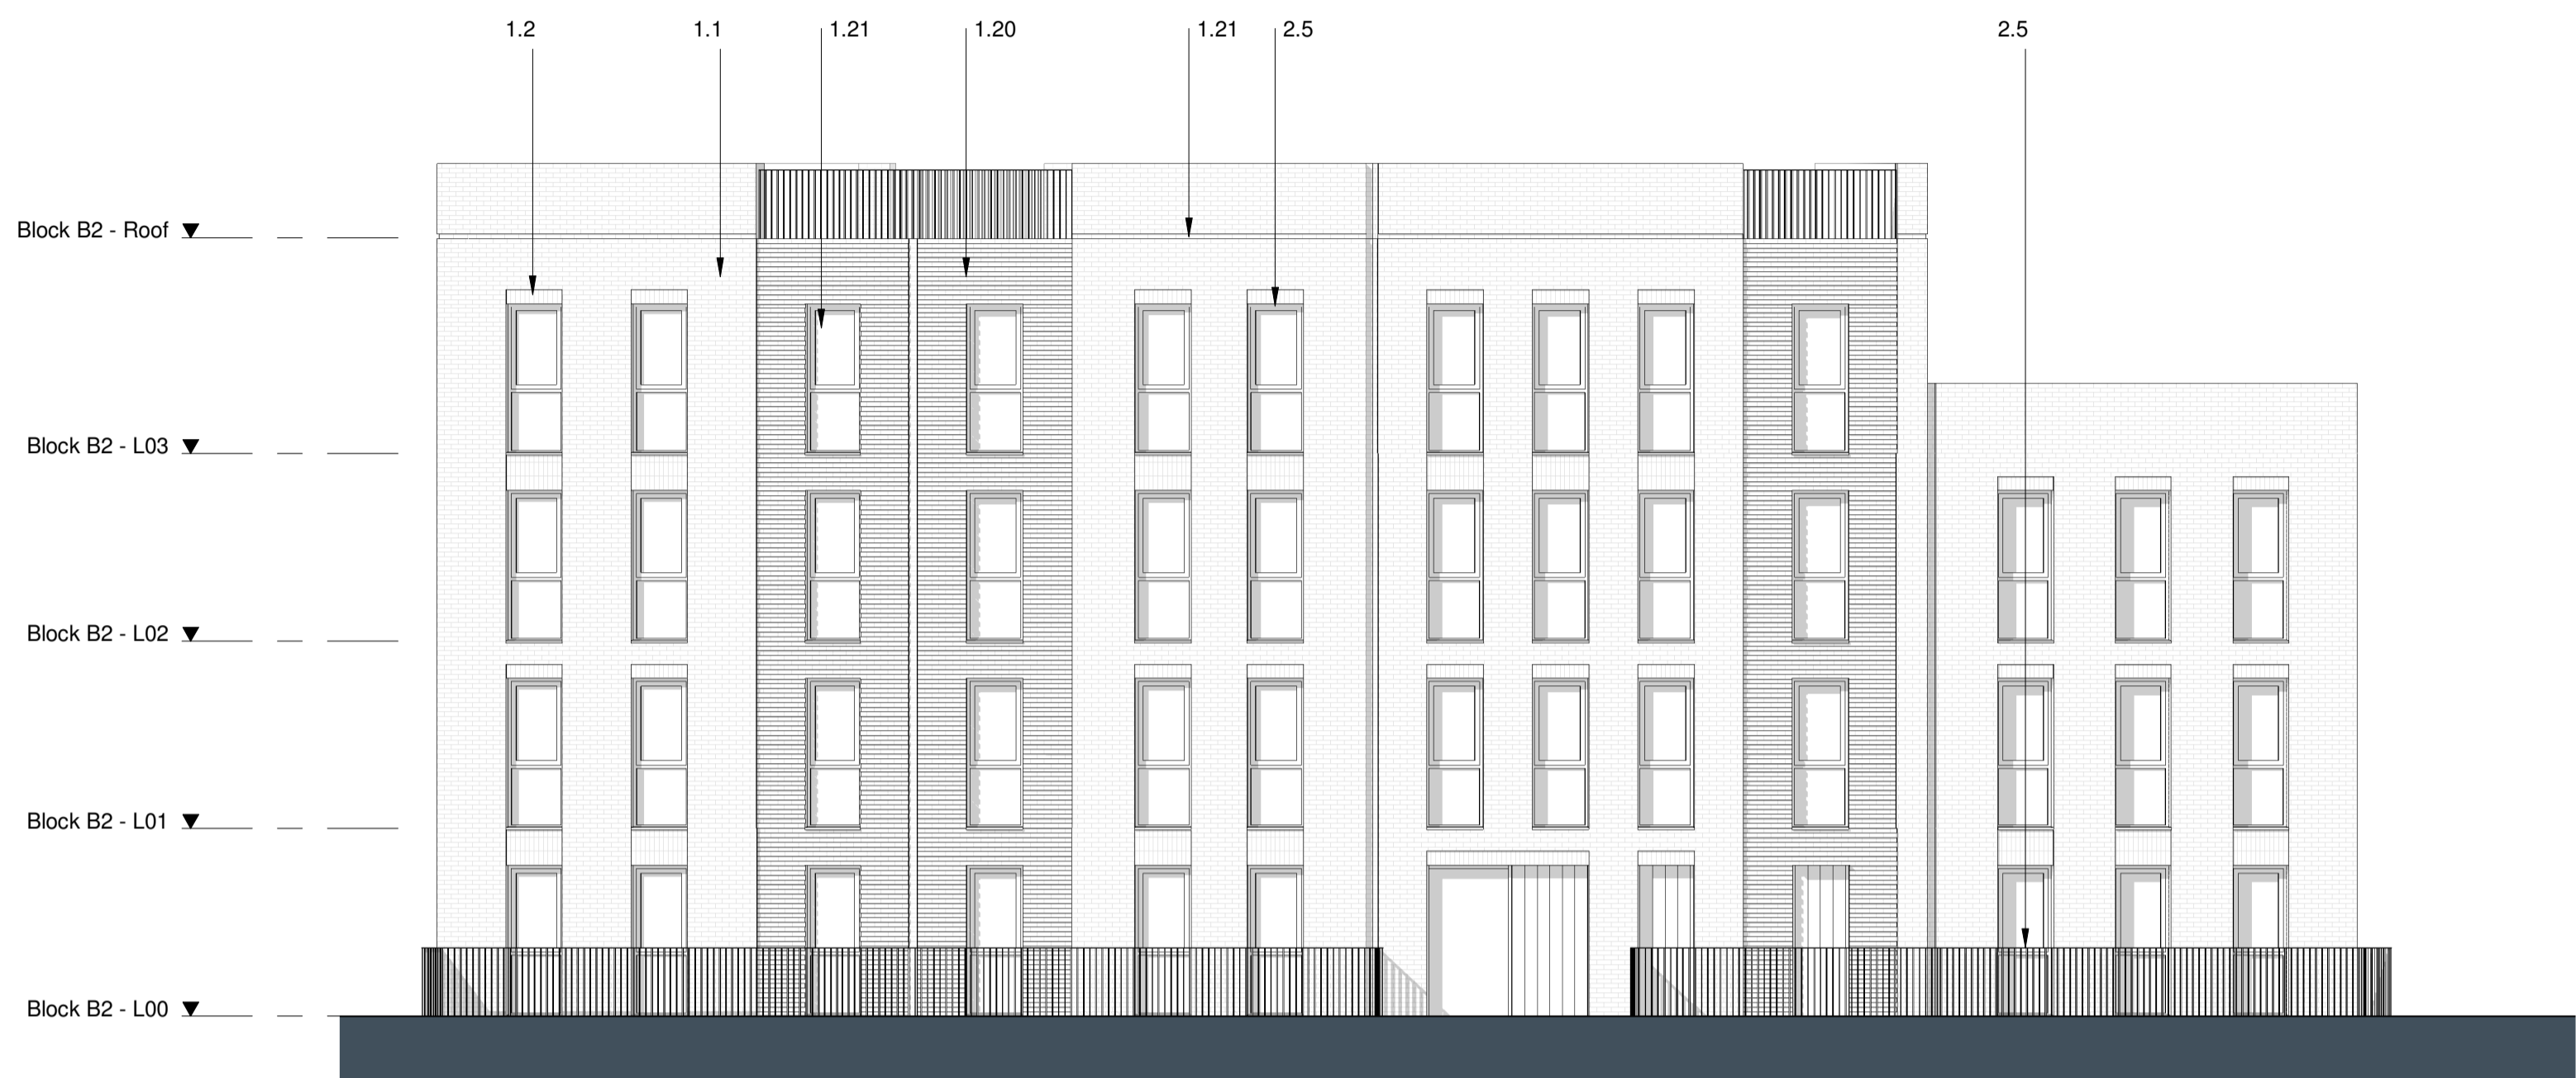 1.2 1.1 1.21 1.20 1.21 2.5 2.5
Block B2 - Roof
Block B2 - L03
Block B2 - L02
Block B2 - L01
Block B2 - L00